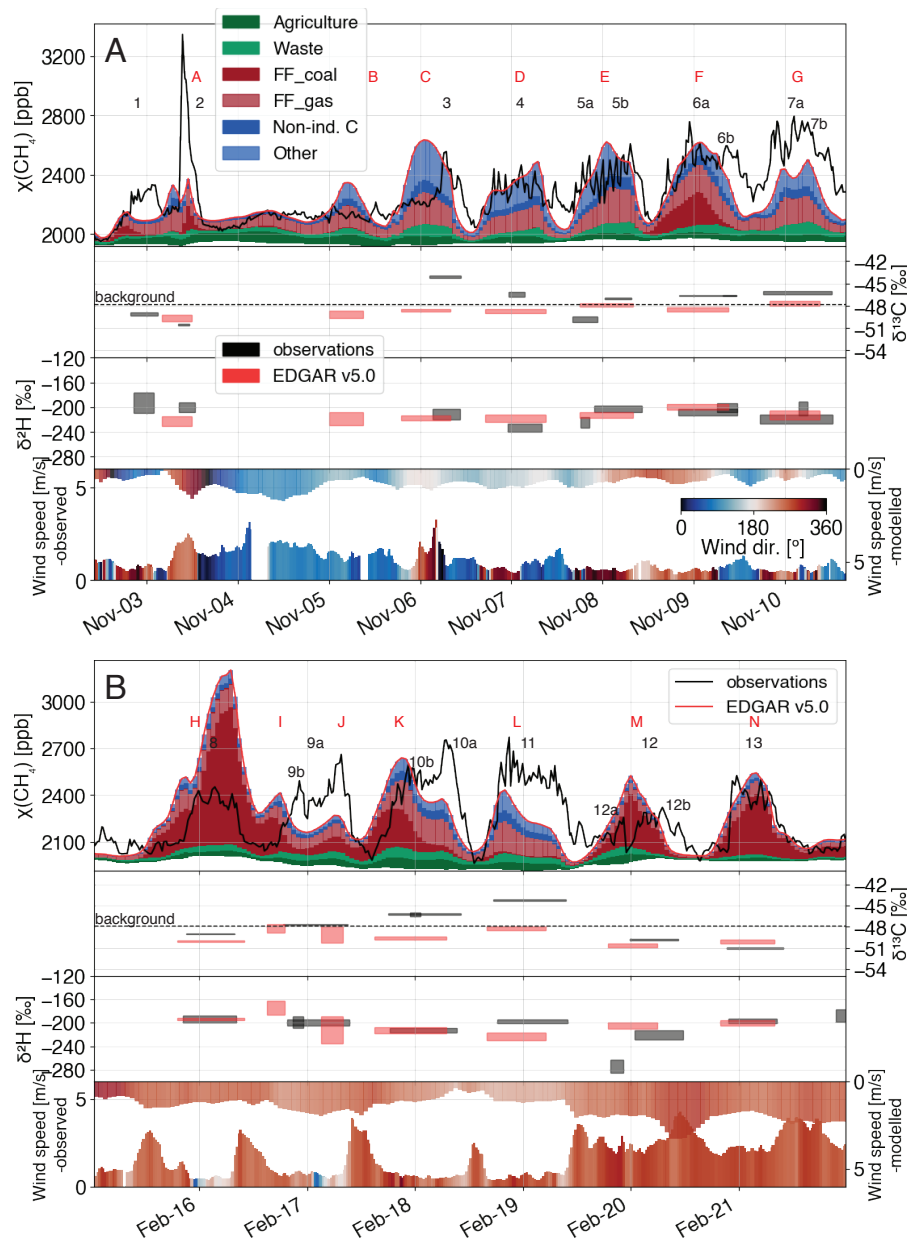 A
Agriculture
Waste
FF_coal
FF_gas
Non-ind. C
Other
3200
2800
2400
2000
χ(CH₄) [ppb]
A B C D E F G
1 2 3 4 5a 5b 6a 6b 7a 7b
background
−42
−45
−48
−51
−54
δ¹³C [‰]
observations
EDGAR v5.0
−120
−160
−200
−240
−280
δ²H [‰]
Wind speed [m/s]
-observed
5
0
0
5
Wind speed [m/s]
-modelled
0 180 360
Wind dir. [°]
Nov-03 Nov-04 Nov-05 Nov-06 Nov-07 Nov-08 Nov-09 Nov-10
B
observations
EDGAR v5.0
3000
2700
2400
2100
χ(CH₄) [ppb]
H I J K L M N
8 9b 9a 10b 10a 11 12a 12 12b 13
background
−42
−45
−48
−51
−54
δ¹³C [‰]
−120
−160
−200
−240
−280
δ²H [‰]
Wind speed [m/s]
-observed
5
0
0
5
Wind speed [m/s]
-modelled
Feb-16 Feb-17 Feb-18 Feb-19 Feb-20 Feb-21